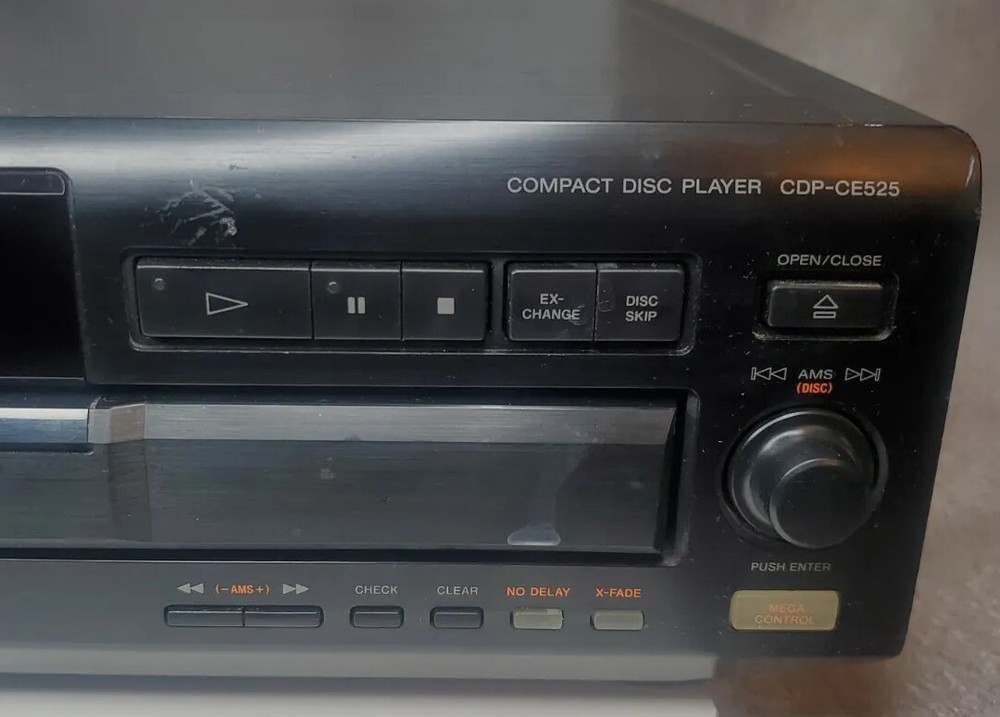 COMPACT DISC PLAYER CDP-CE525
OPEN/CLOSE
EX-
CHANGE
DISC
SKIP
AMS
(DISC)
PUSH ENTER
(-AMS+)
CHECK
CLEAR
NO DELAY
X-FADE
MEGA
CONTROL